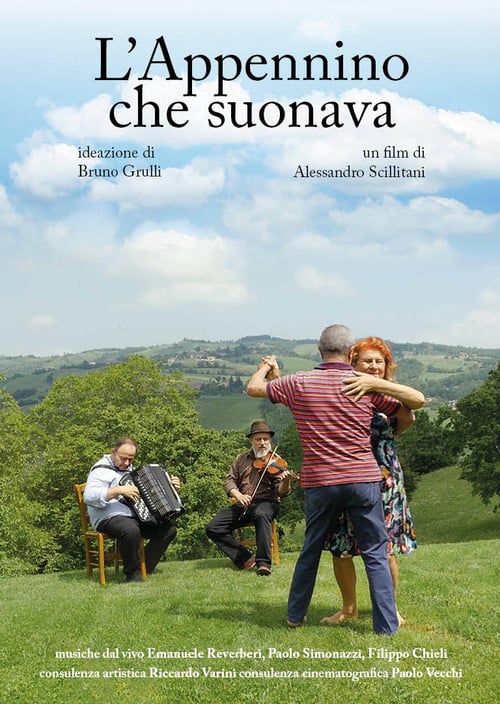 L'Appennino
che suonava
ideazione di
Bruno Grulli
un film di
Alessandro Scillitani
musiche dal vivo Emanuele Reverberi, Paolo Simonazzi, Filippo Chieli
consulenza artistica Riccardo Varini consulenza cinematografica Paolo Vecchi